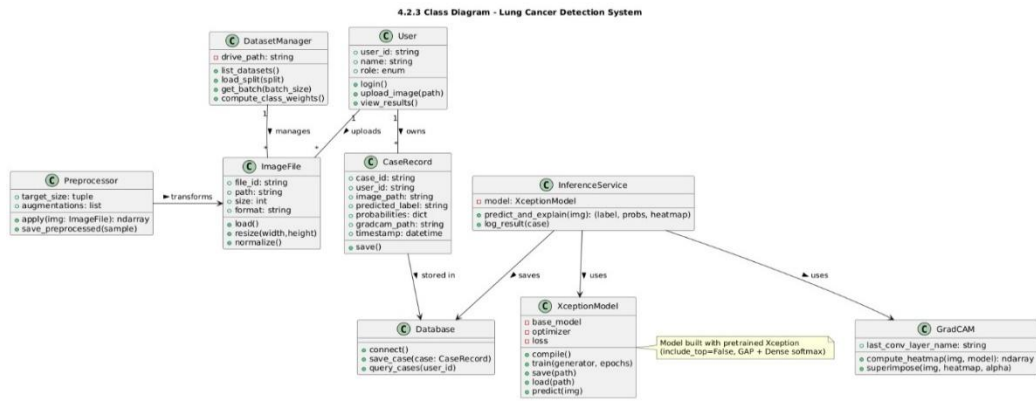 4.2.3 Class Diagram - Lung Cancer Detection System
C DatasetManager
drive_path: string
list_datasets()
load_split(split)
get_batch(batch_size)
compute_class_weights()
C User
user_id: string
name: string
role: enum
login()
upload_image(path)
view_results()
1
manages
*
1
uploads
*
1
owns
*
C Preprocessor
target_size: tuple
augmentations: list
apply(img: ImageFile): ndarray
save_preprocessed(sample)
transforms
C ImageFile
file_id: string
path: string
size: int
format: string
load()
resize(width,height)
normalize()
C CaseRecord
case_id: string
user_id: string
image_path: string
predicted_label: string
probabilities: dict
gradcam_path: string
timestamp: datetime
save()
C InferenceService
model: XceptionModel
predict_and_explain(img): (label, probs, heatmap)
log_result(case)
stored in
saves
uses
uses
C Database
connect()
save_case(case: CaseRecord)
query_cases(user_id)
C XceptionModel
base_model
optimizer
loss
compile()
train(generator, epochs)
save(path)
load(path)
predict(img)
Model built with pretrained Xception
(include_top=False, GAP + Dense softmax)
C GradCAM
last_conv_layer_name: string
compute_heatmap(img, model): ndarray
superimpose(img, heatmap, alpha)